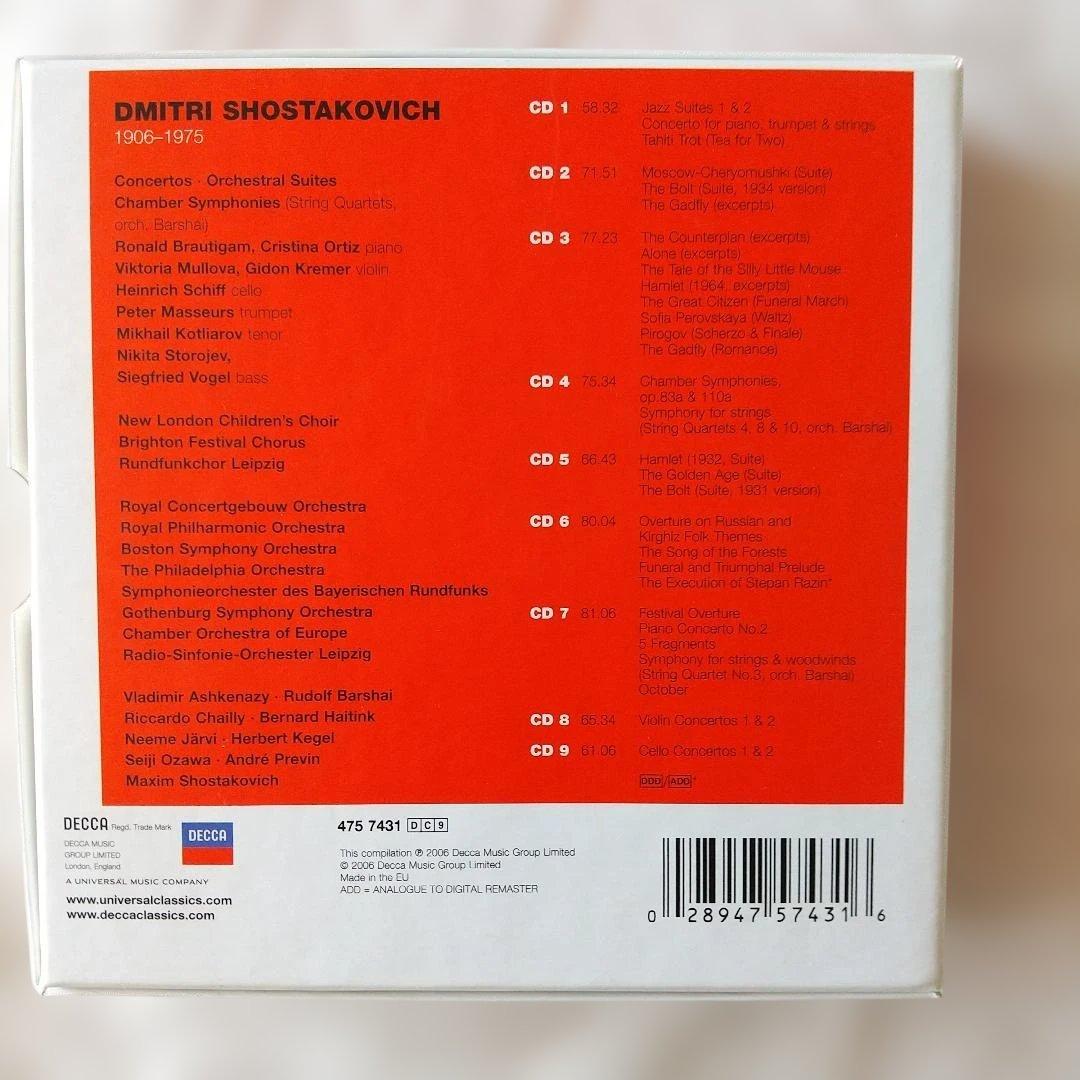 DMITRI SHOSTAKOVICH
1906–1975
Concertos · Orchestral Suites
Chamber Symphonies (String Quartets,
orch. Barshai)
Ronald Brautigam, Cristina Ortiz piano
Viktoria Mullova, Gidon Kremer violin
Heinrich Schiff cello
Peter Masseurs trumpet
Mikhail Kotliarov tenor
Nikita Storojev,
Siegfried Vogel bass
New London Children's Choir
Brighton Festival Chorus
Rundfunkchor Leipzig
Royal Concertgebouw Orchestra
Royal Philharmonic Orchestra
Boston Symphony Orchestra
The Philadelphia Orchestra
Symphonieorchester des Bayerischen Rundfunks
Gothenburg Symphony Orchestra
Chamber Orchestra of Europe
Radio-Sinfonie-Orchester Leipzig
Vladimir Ashkenazy · Rudolf Barshai
Riccardo Chailly · Bernard Haitink
Neeme Järvi · Herbert Kegel
Seiji Ozawa · André Previn
Maxim Shostakovich
CD 1 58.32 Jazz Suites 1 & 2
Concerto for piano, trumpet & strings
Tahiti Trot (Tea for Two)
CD 2 71.51 Moscow-Cheryomushki (Suite)
The Bolt (Suite, 1934 version)
The Gadfly (excerpts)
CD 3 77.23 The Counterplan (excerpts)
Alone (excerpts)
The Tale of the Silly Little Mouse
Hamlet (1964, excerpts)
The Great Citizen (Funeral March)
Sofia Perovskaya (Waltz)
Pirogov (Scherzo & Finale)
The Gadfly (Romance)
CD 4 75.34 Chamber Symphonies,
op.83a & 110a
Symphony for strings
(String Quartets 4, 8 & 10, orch. Barshai)
CD 5 66.43 Hamlet (1932, Suite)
The Golden Age (Suite)
The Bolt (Suite, 1931 version)
CD 6 80.04 Overture on Russian and
Kirghiz Folk Themes
The Song of the Forests
Funeral and Triumphal Prelude
The Execution of Stepan Razin*
CD 7 81.06 Festival Overture
Piano Concerto No.2
5 Fragments
Symphony for strings & woodwinds
(String Quartet No.3, orch. Barshai)
October
CD 8 65.34 Violin Concertos 1 & 2
CD 9 61.06 Cello Concertos 1 & 2
DDD/ADD*
DECCA Regd. Trade Mark
DECCA MUSIC
GROUP LIMITED
London, England
DECCA
A UNIVERSAL MUSIC COMPANY
www.universalclassics.com
www.deccaclassics.com
475 7431 D C 9
This compilation ℗ 2006 Decca Music Group Limited
© 2006 Decca Music Group Limited
Made in the EU
ADD = ANALOGUE TO DIGITAL REMASTER
0 28947 57431 6